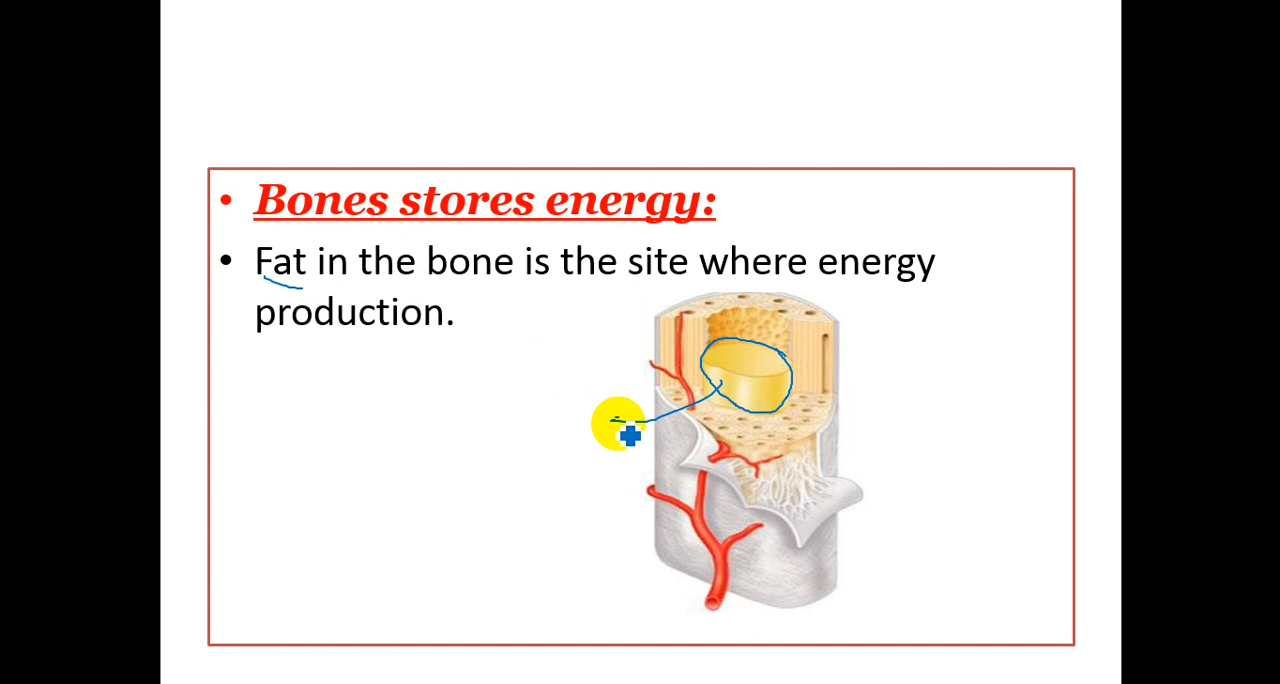 • Bones stores energy:
• Fat in the bone is the site where energy
production.